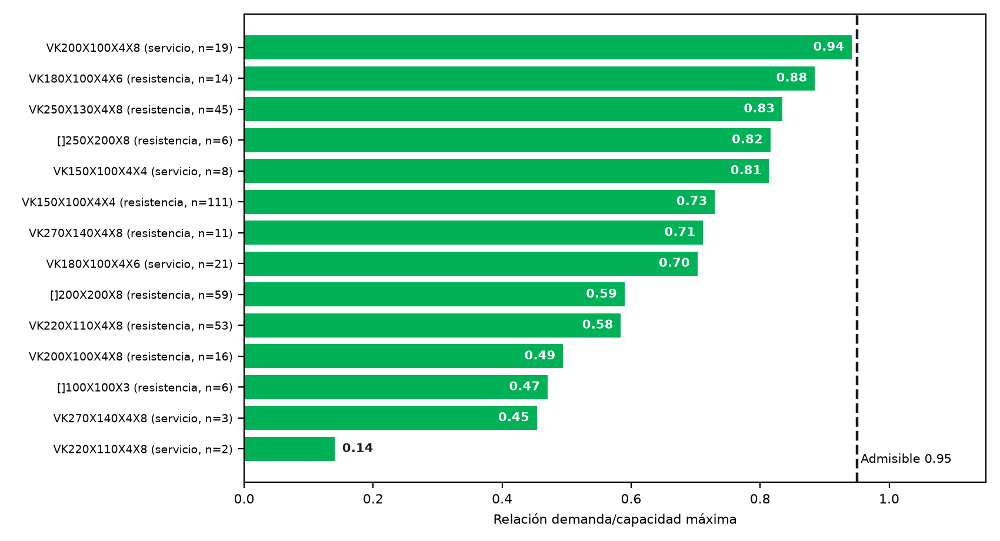 VK200X100X4X8 (servicio, n=19) 0.94
VK180X100X4X6 (resistencia, n=14) 0.88
VK250X130X4X8 (resistencia, n=45) 0.83
[]250X200X8 (resistencia, n=6) 0.82
VK150X100X4X4 (servicio, n=8) 0.81
VK150X100X4X4 (resistencia, n=111) 0.73
VK270X140X4X8 (resistencia, n=11) 0.71
VK180X100X4X6 (servicio, n=21) 0.70
[]200X200X8 (resistencia, n=59) 0.59
VK220X110X4X8 (resistencia, n=53) 0.58
VK200X100X4X8 (resistencia, n=16) 0.49
[]100X100X3 (resistencia, n=6) 0.47
VK270X140X4X8 (servicio, n=3) 0.45
VK220X110X4X8 (servicio, n=2) 0.14
Admisible 0.95
0.0 0.2 0.4 0.6 0.8 1.0
Relación demanda/capacidad máxima